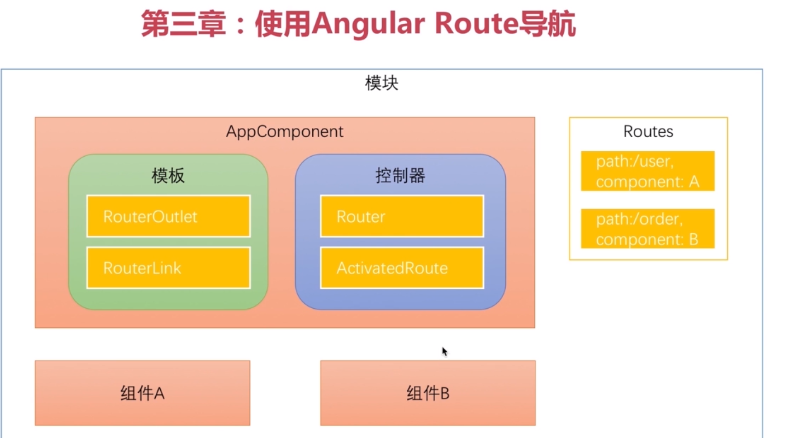 第三章：使用Angular Route导航
模块
AppComponent
模板
RouterOutlet
RouterLink
控制器
Router
ActivatedRoute
Routes
path:/user,
component: A
path:/order,
component: B
组件A
组件B